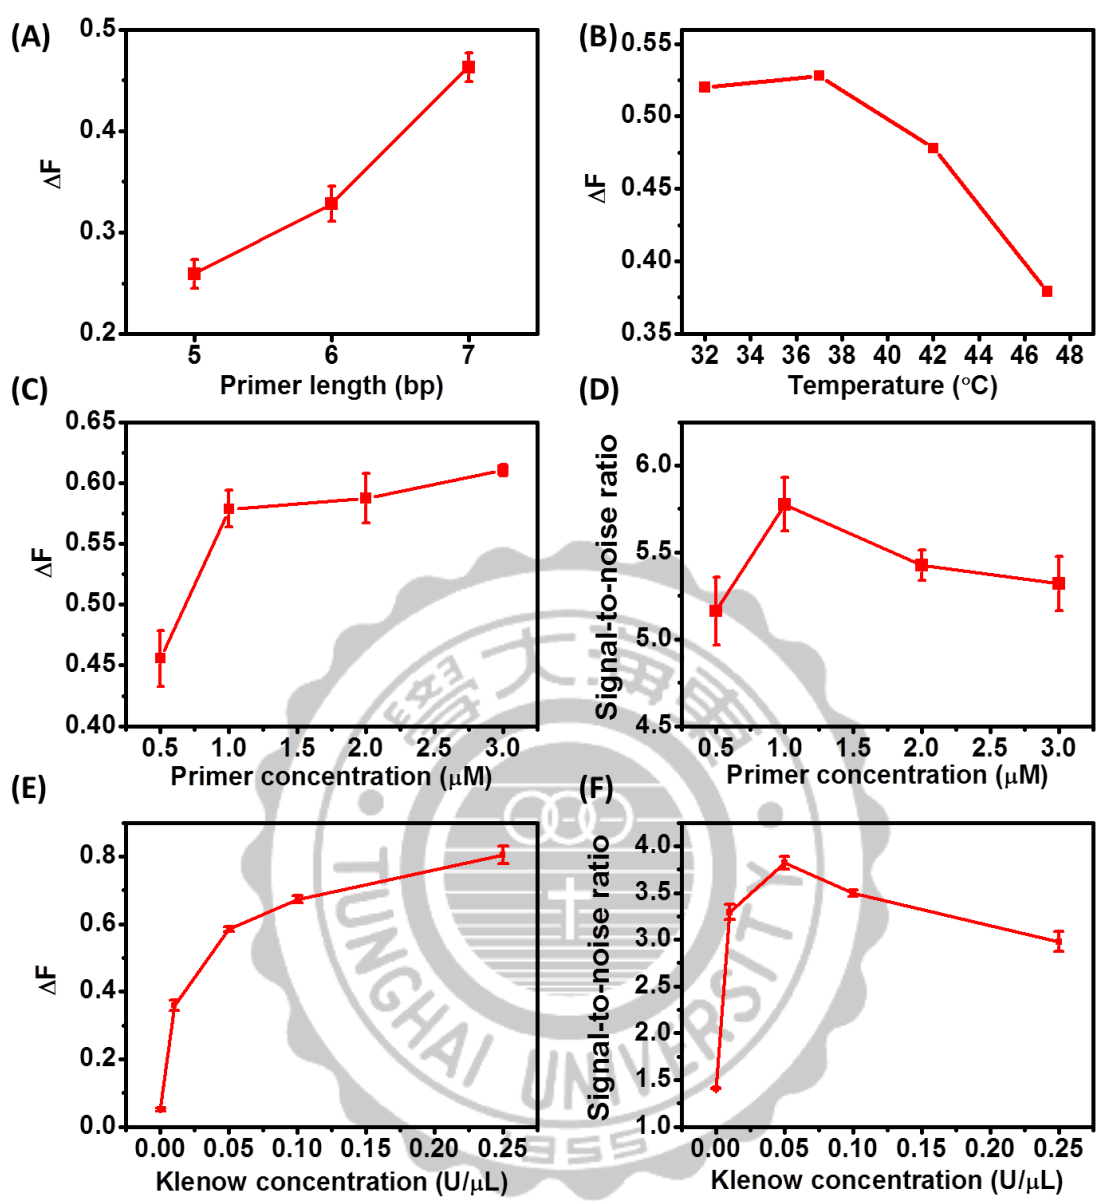 (A)
0.5
0.4
0.3
0.2
ΔF
5 6 7
Primer length (bp)
(B)
0.55
0.50
0.45
0.40
0.35
ΔF
32 34 36 38 40 42 44 46 48
Temperature (°C)
(C)
0.65
0.60
0.55
0.50
0.45
0.40
ΔF
0.5 1.0 1.5 2.0 2.5 3.0
Primer concentration (μM)
(D)
6.0
5.5
5.0
4.5
Signal-to-noise ratio
0.5 1.0 1.5 2.0 2.5 3.0
Primer concentration (μM)
(E)
0.8
0.6
0.4
0.2
0.0
ΔF
0.00 0.05 0.10 0.15 0.20 0.25
Klenow concentration (U/μL)
(F)
4.0
3.5
3.0
2.5
2.0
1.5
1.0
Signal-to-noise ratio
0.00 0.05 0.10 0.15 0.20 0.25
Klenow concentration (U/μL)
學大海東
TUNGHAI UNIVERSITY
1955